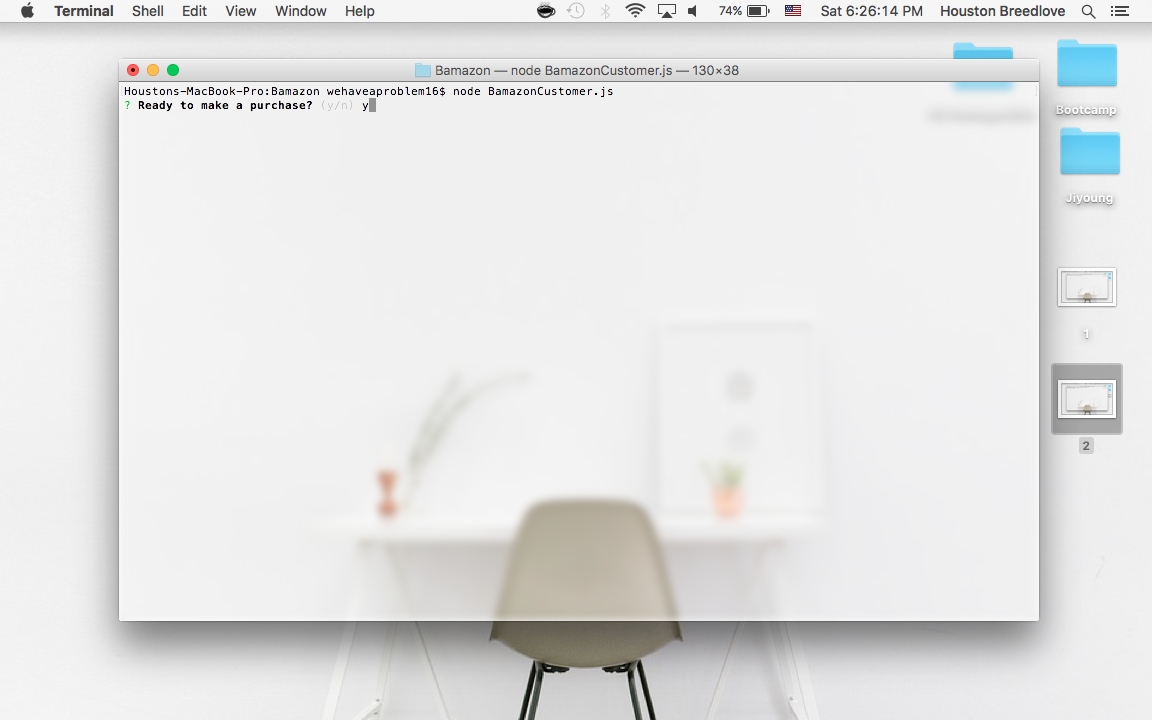 Terminal Shell Edit View Window Help 74% Sat 6:26:14 PM Houston Breedlove
Bamazon — node BamazonCustomer.js — 130×38
Houstons-MacBook-Pro:Bamazon wehaveaproblem16$ node BamazonCustomer.js
? Ready to make a purchase? (y/n) y
Bootcamp
Jiyoung
1
2